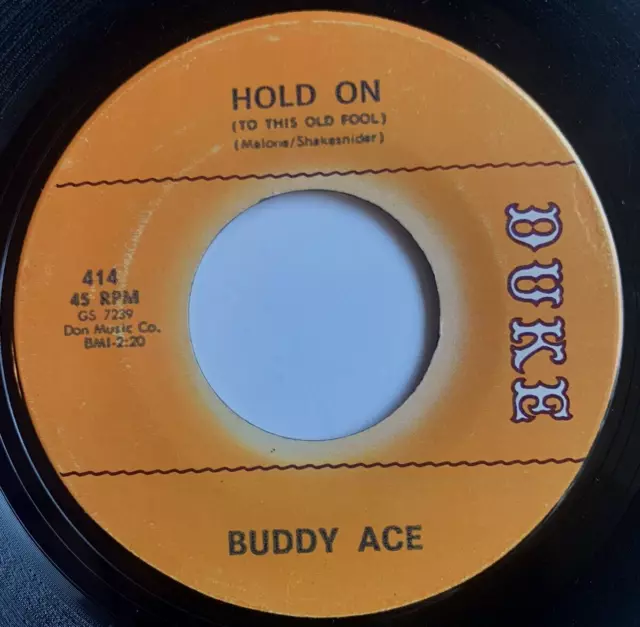 HOLD ON
(TO THIS OLD FOOL)
(Malone/Shakesnider)
414
45 RPM
GS 7239
Don Music Co.
BMI-2:20
DUKE
BUDDY ACE